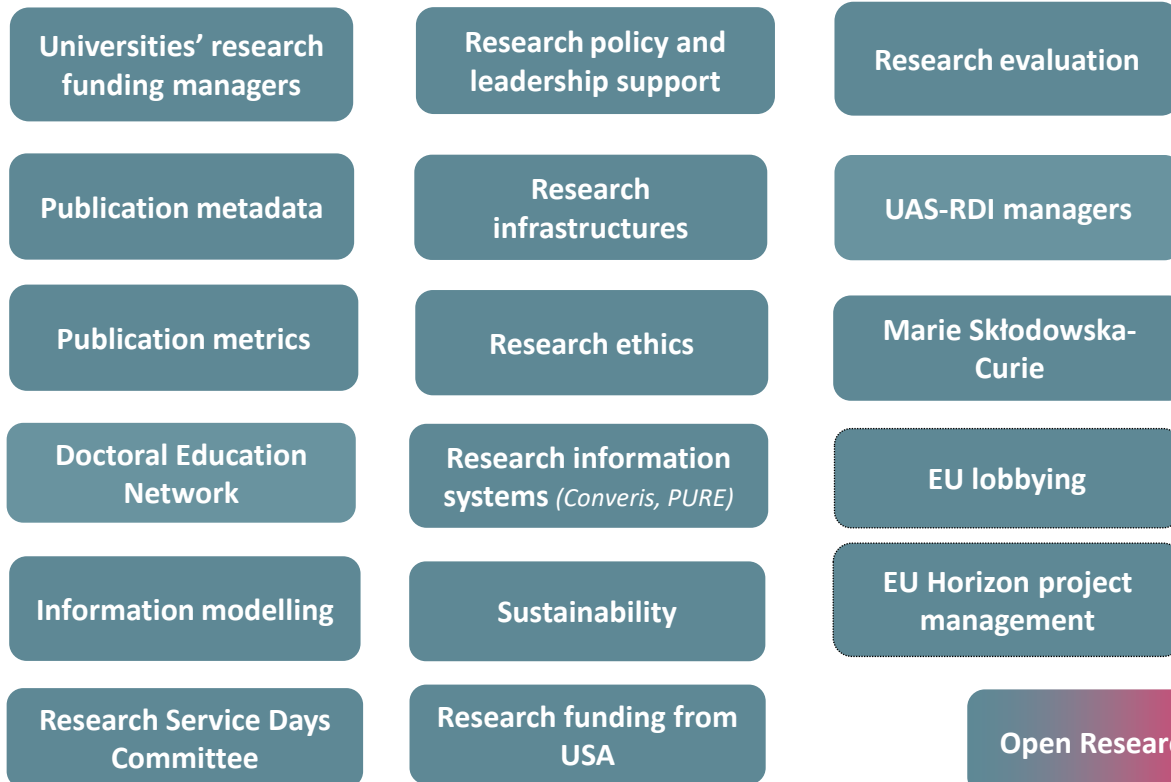 Universities’ research
funding managers
Research policy and
leadership support
Research evaluation
Publication metadata
Research
infrastructures
UAS-RDI managers
Publication metrics
Research ethics
Marie Skłodowska-
Curie
Doctoral Education
Network
Research information
systems (Converis, PURE)
EU lobbying
Information modelling
Sustainability
EU Horizon project
management
Research Service Days
Committee
Research funding from
USA
Open